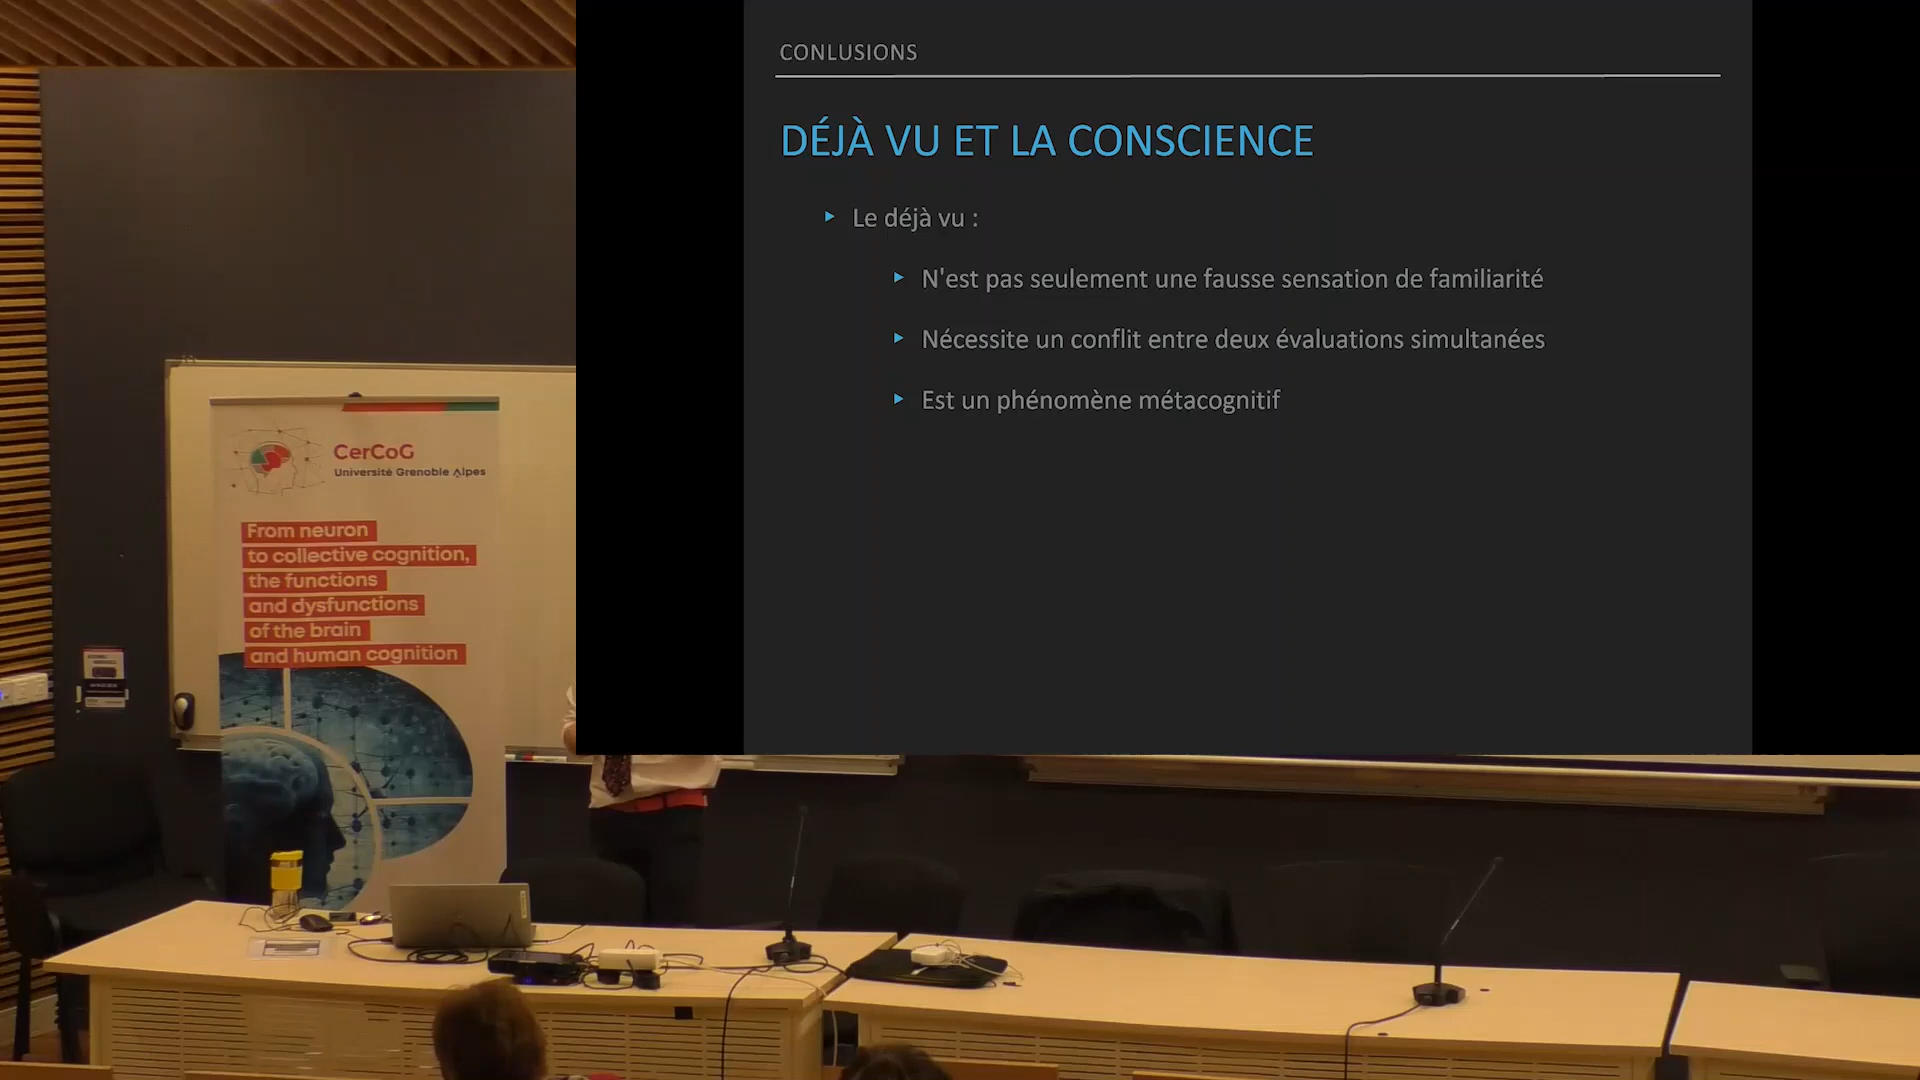 CONLUSIONS
DÉJÀ VU ET LA CONSCIENCE
Le déjà vu :
N'est pas seulement une fausse sensation de familiarité
Nécessite un conflit entre deux évaluations simultanées
Est un phénomène métacognitif
CerCoG
Université Grenoble Alpes
From neuron
to collective cognition,
the functions
and dysfunctions
of the brain
and human cognition